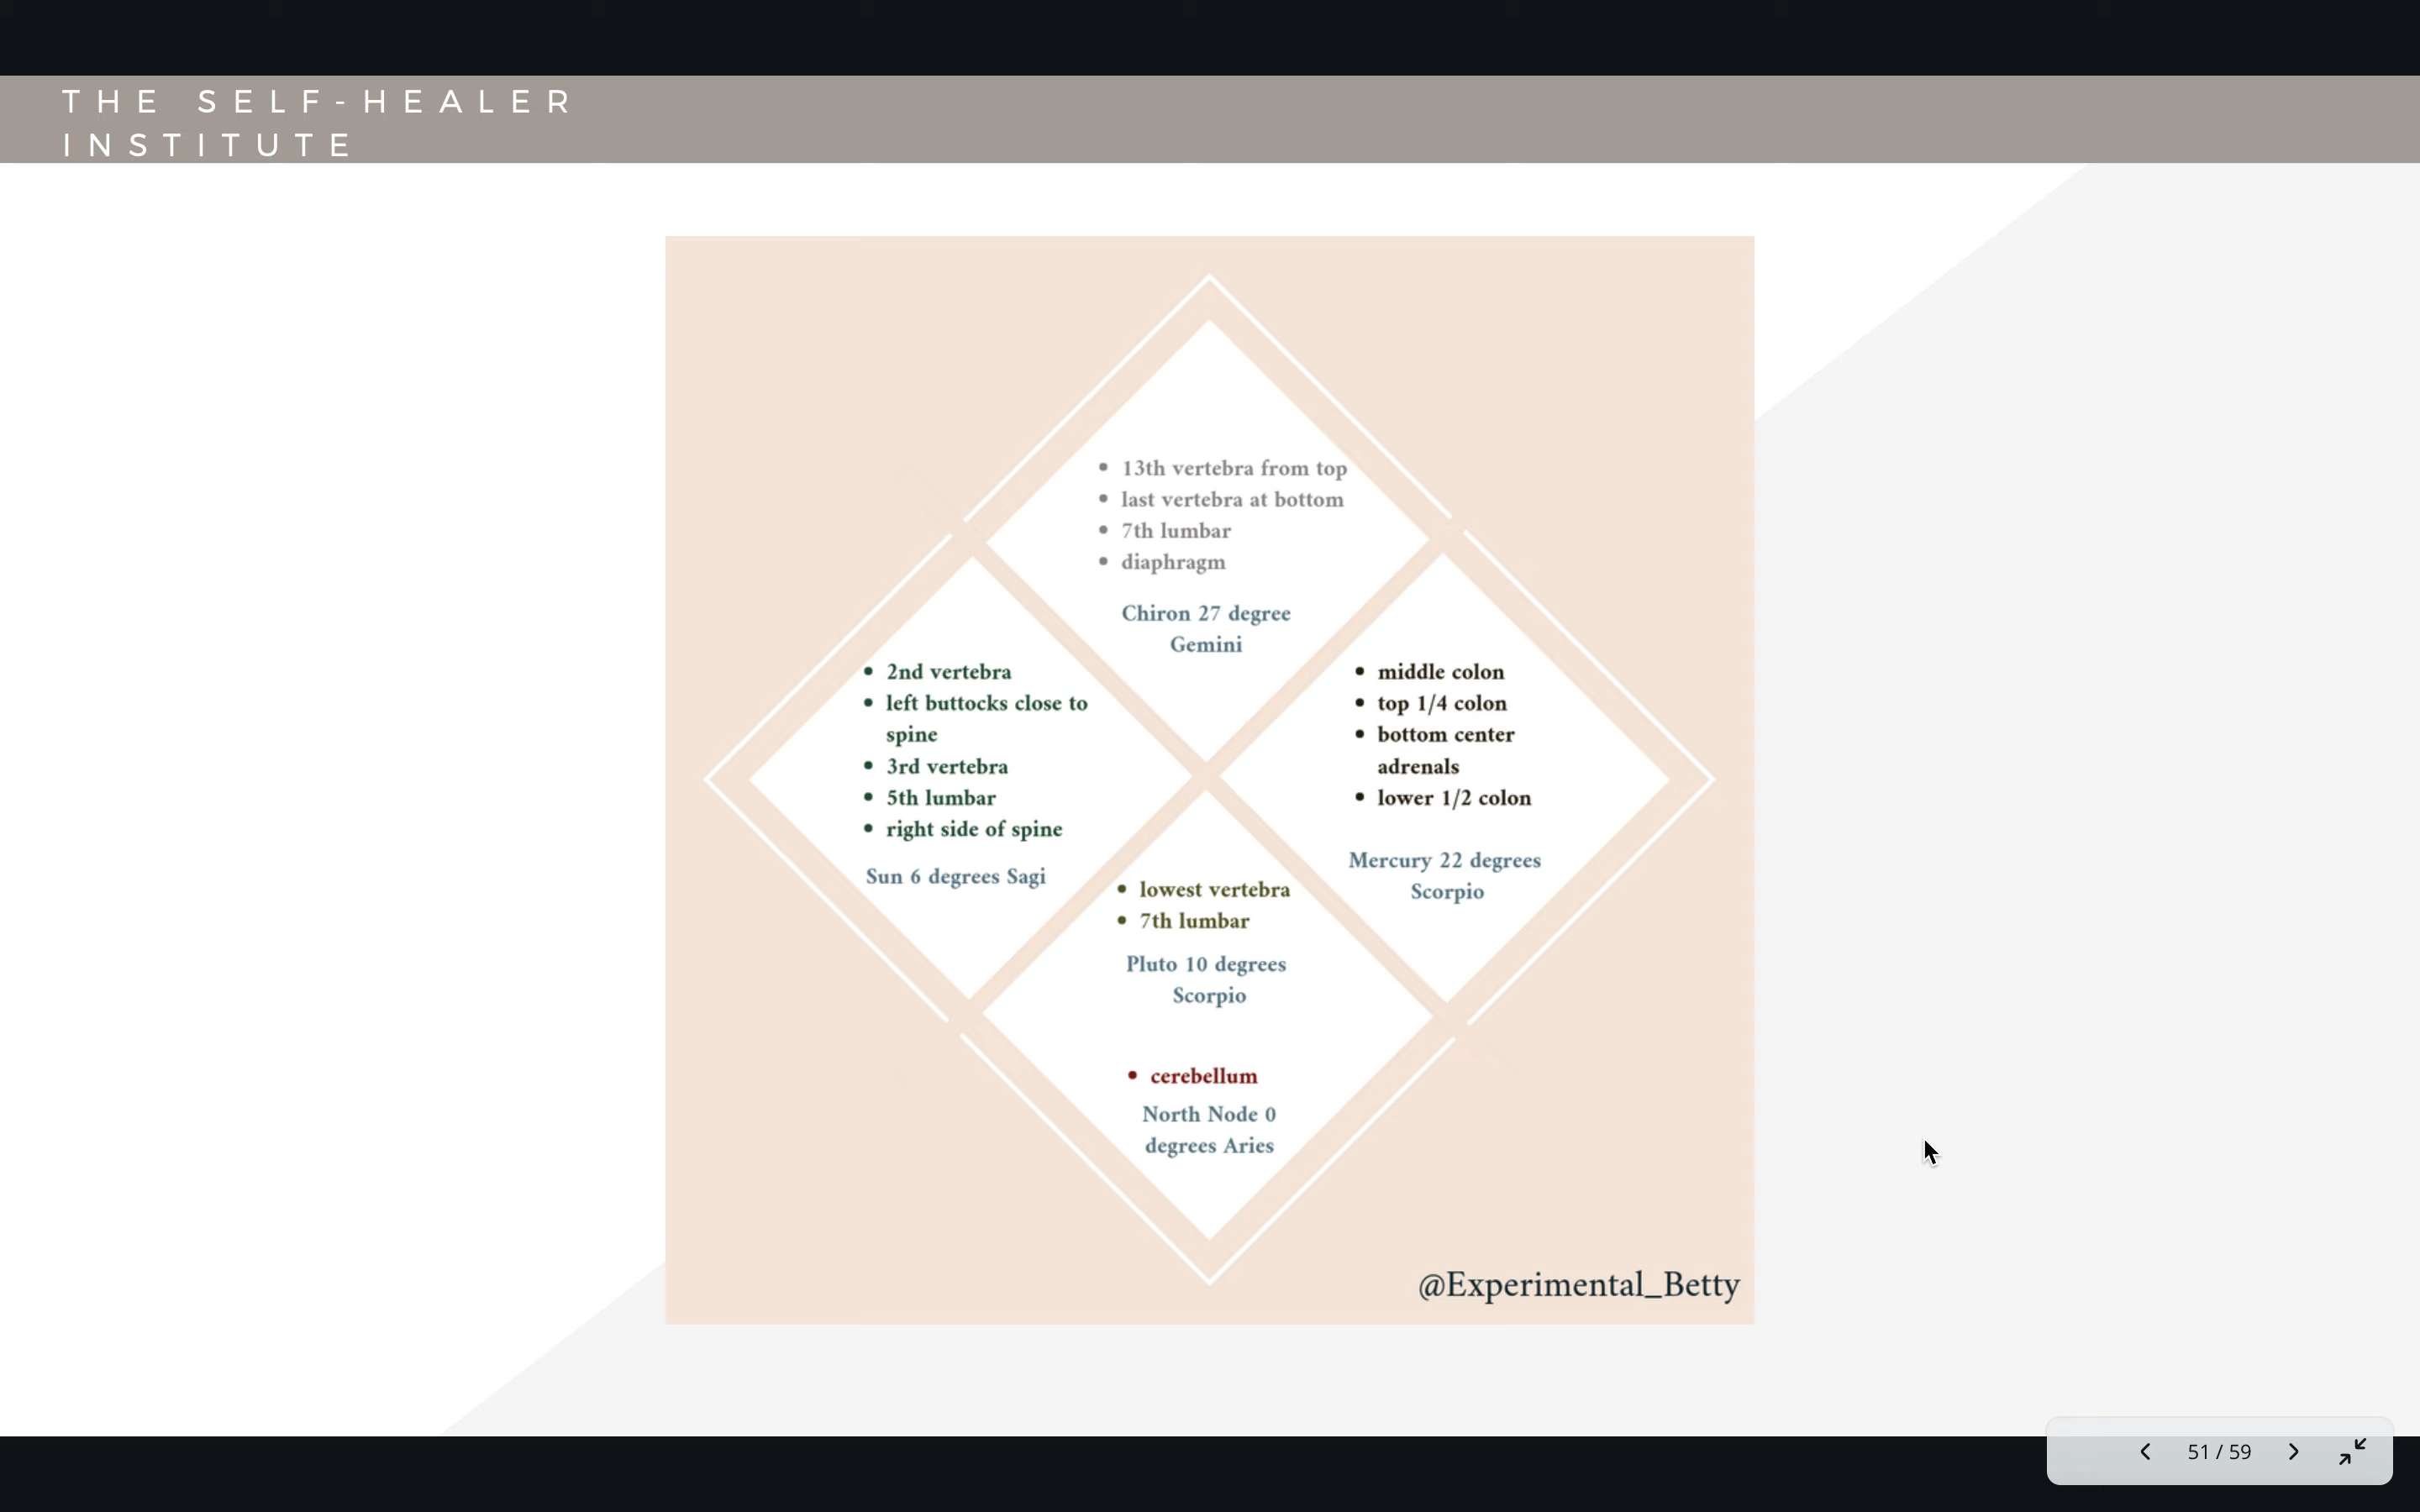 THE SELF-HEALER
INSTITUTE
13th vertebra from top
last vertebra at bottom
7th lumbar
diaphragm
Chiron 27 degree
Gemini
2nd vertebra
left buttocks close to
spine
3rd vertebra
5th lumbar
right side of spine
Sun 6 degrees Sagi
middle colon
top 1/4 colon
bottom center
adrenals
lower 1/2 colon
Mercury 22 degrees
Scorpio
lowest vertebra
7th lumbar
Pluto 10 degrees
Scorpio
cerebellum
North Node 0
degrees Aries
@Experimental_Betty
51 / 59